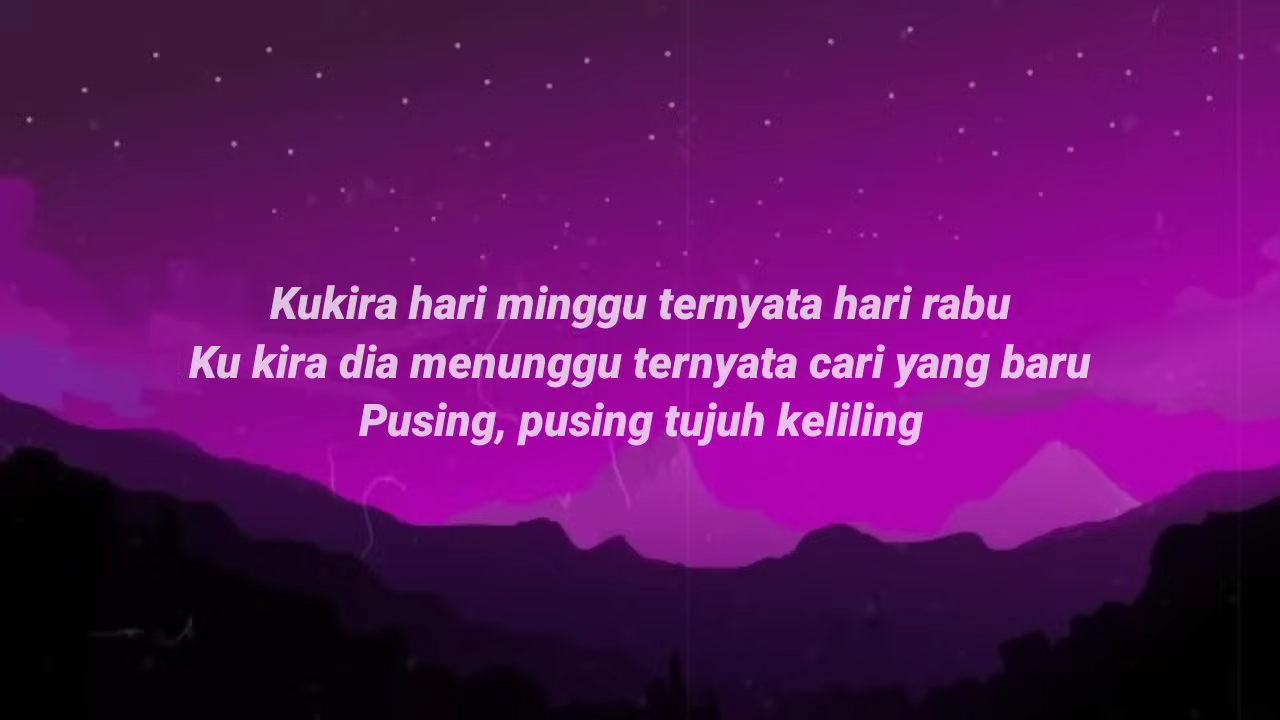 Kukira hari minggu ternyata hari rabu
Ku kira dia menunggu ternyata cari yang baru
Pusing, pusing tujuh keliling